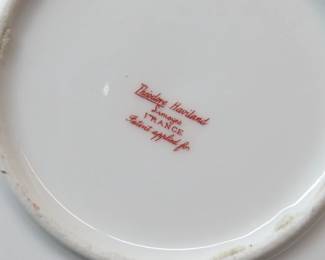 Theodore Haviland
Limoges
FRANCE
Patent applied for